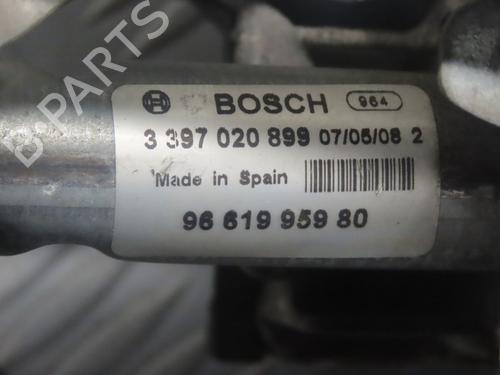 BOSCH 964
3 397 020 899 07/05/08 2
Made in Spain
96 619 959 80
B-PARTS